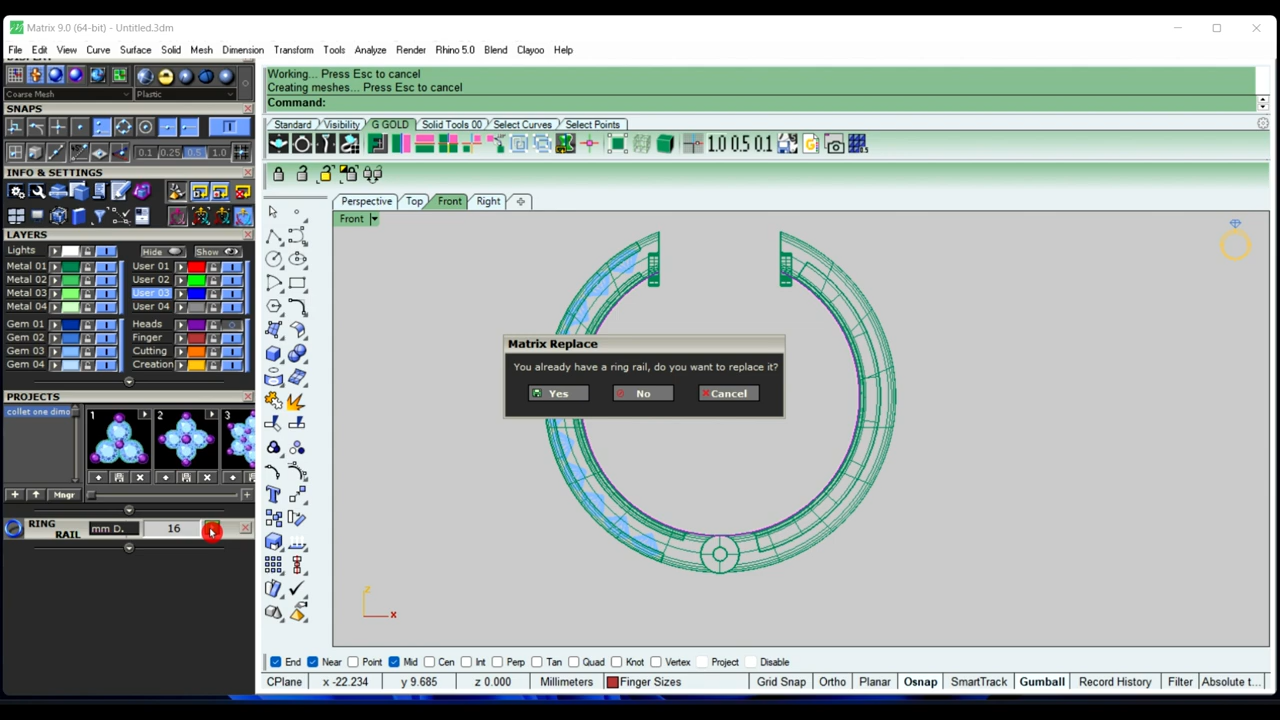 Matrix 9.0 (64-bit) - Untitled.3dm
File Edit View Curve Surface Solid Mesh Dimension Transform Tools Analyze Render Rhino 5.0 Blend Clayoo Help
Coarse Mesh Plastic
Working... Press Esc to cancel
Creating meshes... Press Esc to cancel
Command:
SNAPS
Standard Visibility G GOLD Solid Tools 00 Select Curves Select Points
0.1 0.25 0.5 1.0
1.0 0.5 0.1
INFO & SETTINGS
Perspective Top Front Right
Front
LAYERS
Lights Hide Show
Metal 01 User 01
Metal 02 User 02
Metal 03 User 03
Metal 04 User 04
Gem 01 Heads
Gem 02 Finger
Gem 03 Cutting
Gem 04 Creation
PROJECTS
collet one dimo
1 2 3
Mngr
RING RAIL mm D. 16
Matrix Replace
You already have a ring rail, do you want to replace it?
Yes No Cancel
z
x
End Near Point Mid Cen Int Perp Tan Quad Knot Vertex Project Disable
CPlane x -22.234 y 9.685 z 0.000 Millimeters Finger Sizes Grid Snap Ortho Planar Osnap SmartTrack Gumball Record History Filter Absolute t...